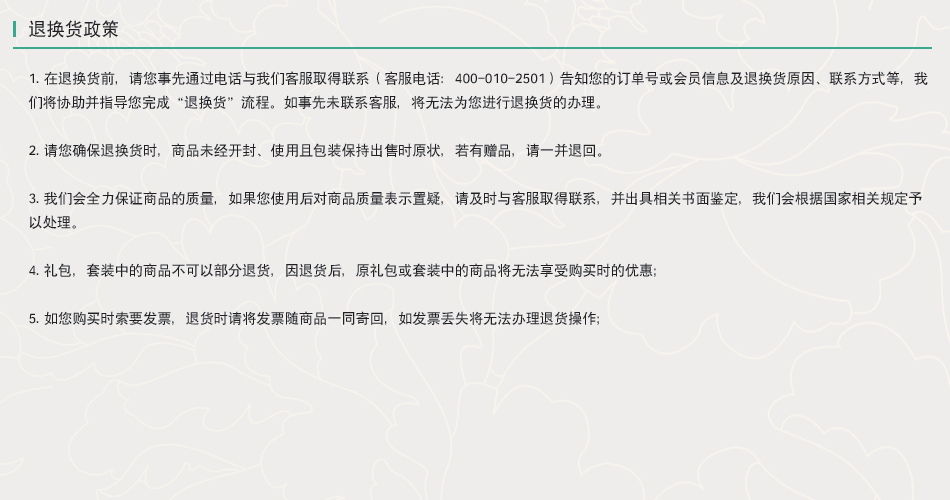 退换货政策
1. 在退换货前，请您事先通过电话与我们客服取得联系（客服电话：400-010-2501）告知您的订单号或会员信息及退换货原因、联系方式等，我
们将协助并指导您完成“退换货”流程。如事先未联系客服，将无法为您进行退换货的办理。
2. 请您确保退换货时，商品未经开封、使用且包装保持出售时原状，若有赠品，请一并退回。
3. 我们会全力保证商品的质量，如果您使用后对商品质量表示置疑，请及时与客服取得联系，并出具相关书面鉴定，我们会根据国家相关规定予
以处理。
4. 礼包，套装中的商品不可以部分退货，因退货后，原礼包或套装中的商品将无法享受购买时的优惠;
5. 如您购买时索要发票，退货时请将发票随商品一同寄回，如发票丢失将无法办理退货操作;